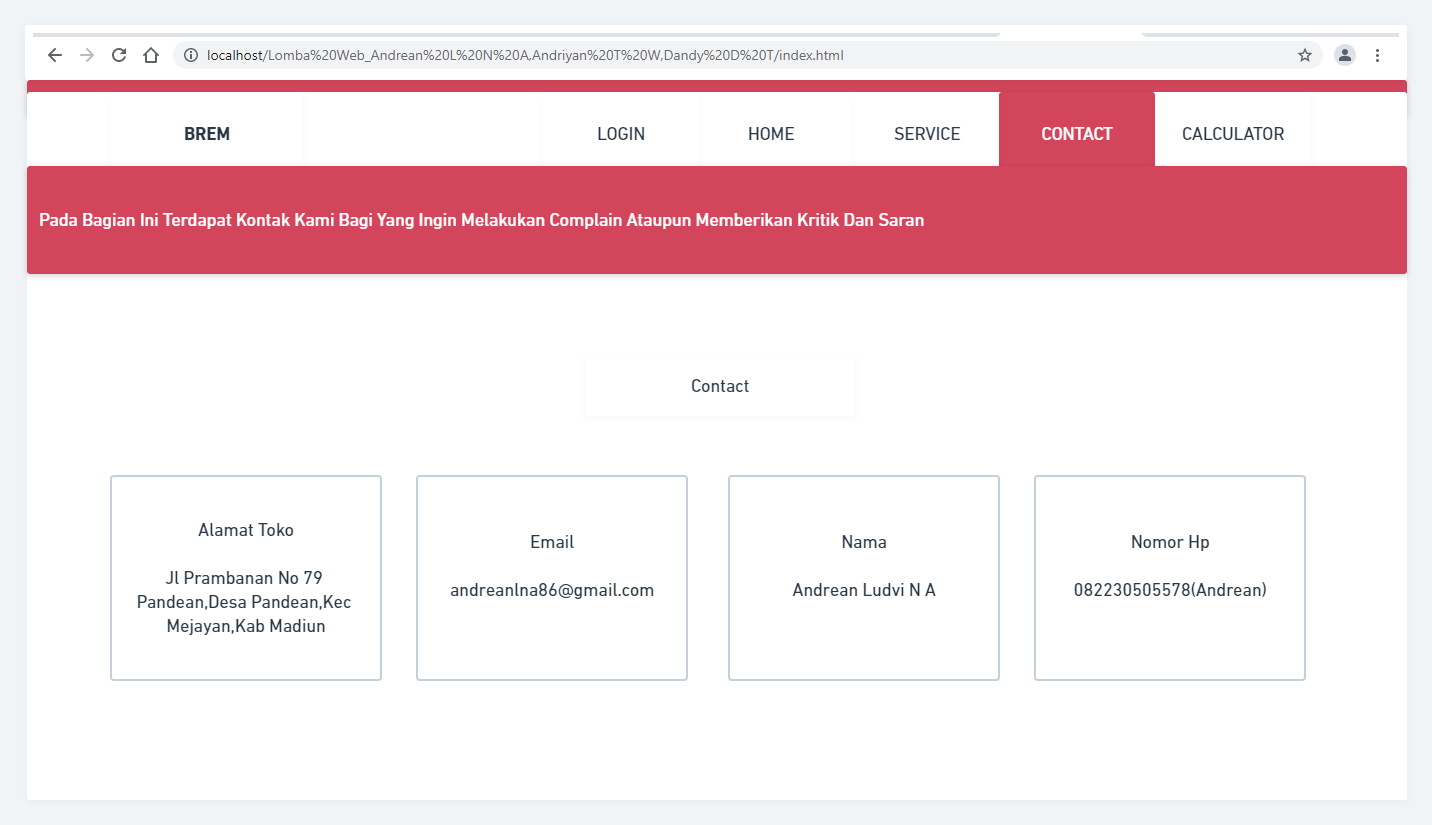 localhost/Lomba%20Web_Andrean%20L%20N%20A,Andriyan%20T%20W,Dandy%20D%20T/index.html
BREM LOGIN HOME SERVICE CONTACT CALCULATOR
Pada Bagian Ini Terdapat Kontak Kami Bagi Yang Ingin Melakukan Complain Ataupun Memberikan Kritik Dan Saran
Contact
Alamat Toko
Jl Prambanan No 79
Pandean,Desa Pandean,Kec
Mejayan,Kab Madiun
Email
andreanlna86@gmail.com
Nama
Andrean Ludvi N A
Nomor Hp
082230505578(Andrean)